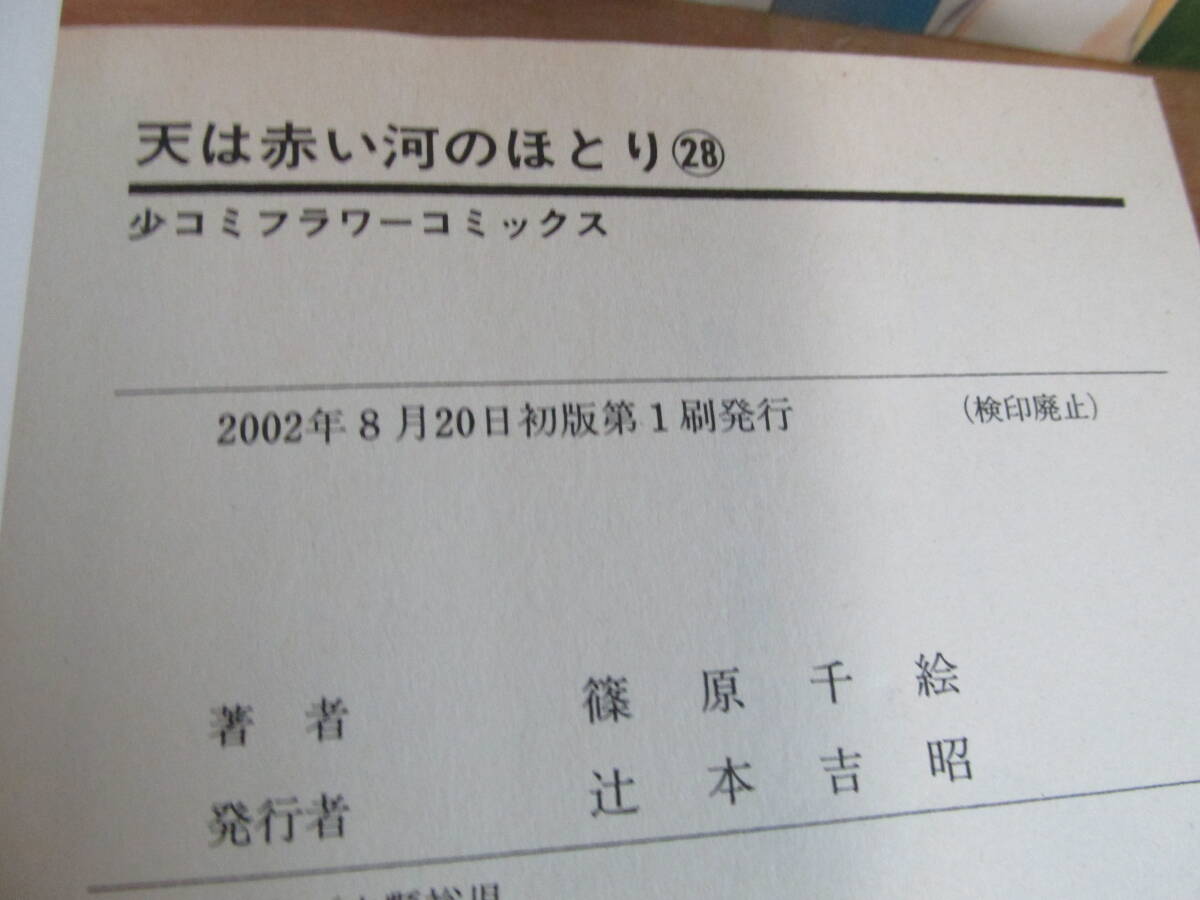 天は赤い河のほとり㉘
少コミフラワーコミックス
2002年8月20日初版第1刷発行 (検印廃止)
著者 篠原千絵
発行者 辻本吉昭